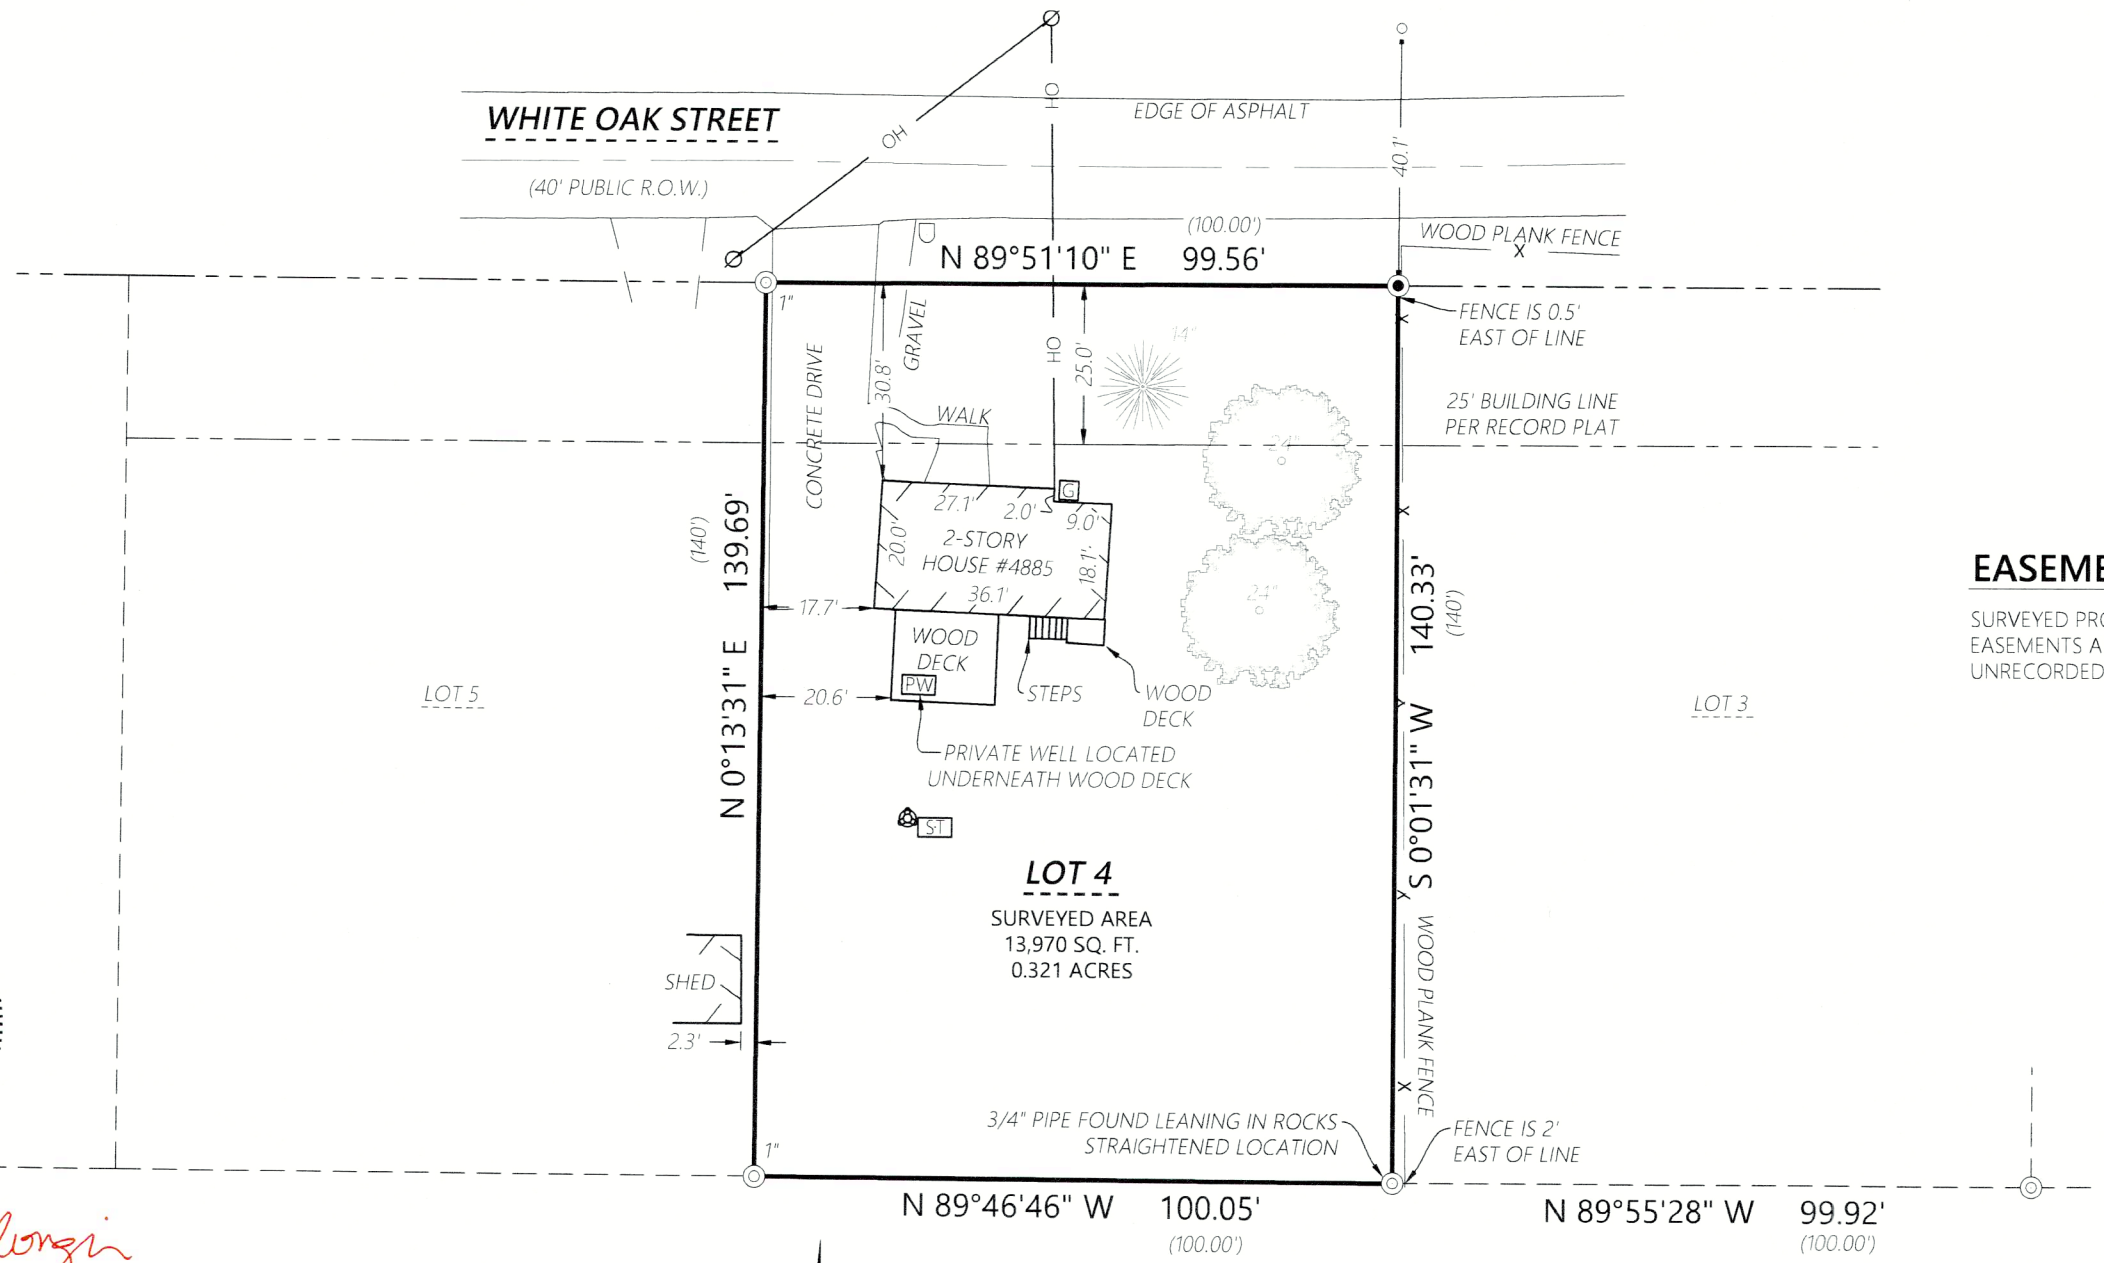 WHITE OAK STREET
(40' PUBLIC R.O.W.)
OH
OH
EDGE OF ASPHALT
40.1'
(100.00')
N 89°51'10" E 99.56'
WOOD PLANK FENCE
X
1"
FENCE IS 0.5'
EAST OF LINE
GRAVEL
CONCRETE DRIVE
30.8'
OH
25.0'
14"
WALK
25' BUILDING LINE
PER RECORD PLAT
24"
G
27.1'
2.0'
9.0'
20.0'
2-STORY
HOUSE #4885
36.1'
18.1'
(140')
N 0°13'31" E 139.69'
17.7'
24"
WOOD
DECK
PW
20.6'
STEPS
WOOD
DECK
PRIVATE WELL LOCATED
UNDERNEATH WOOD DECK
S 0°01'31" W 140.33'
(140')
LOT 5
LOT 3
EASEME
SURVEYED PRO
EASEMENTS A
UNRECORDED
ST
LOT 4
SURVEYED AREA
13,970 SQ. FT.
0.321 ACRES
SHED
2.3'
WOOD PLANK FENCE
X
3/4" PIPE FOUND LEANING IN ROCKS
STRAIGHTENED LOCATION
FENCE IS 2'
EAST OF LINE
1"
N 89°46'46" W 100.05'
(100.00')
N 89°55'28" W 99.92'
(100.00')